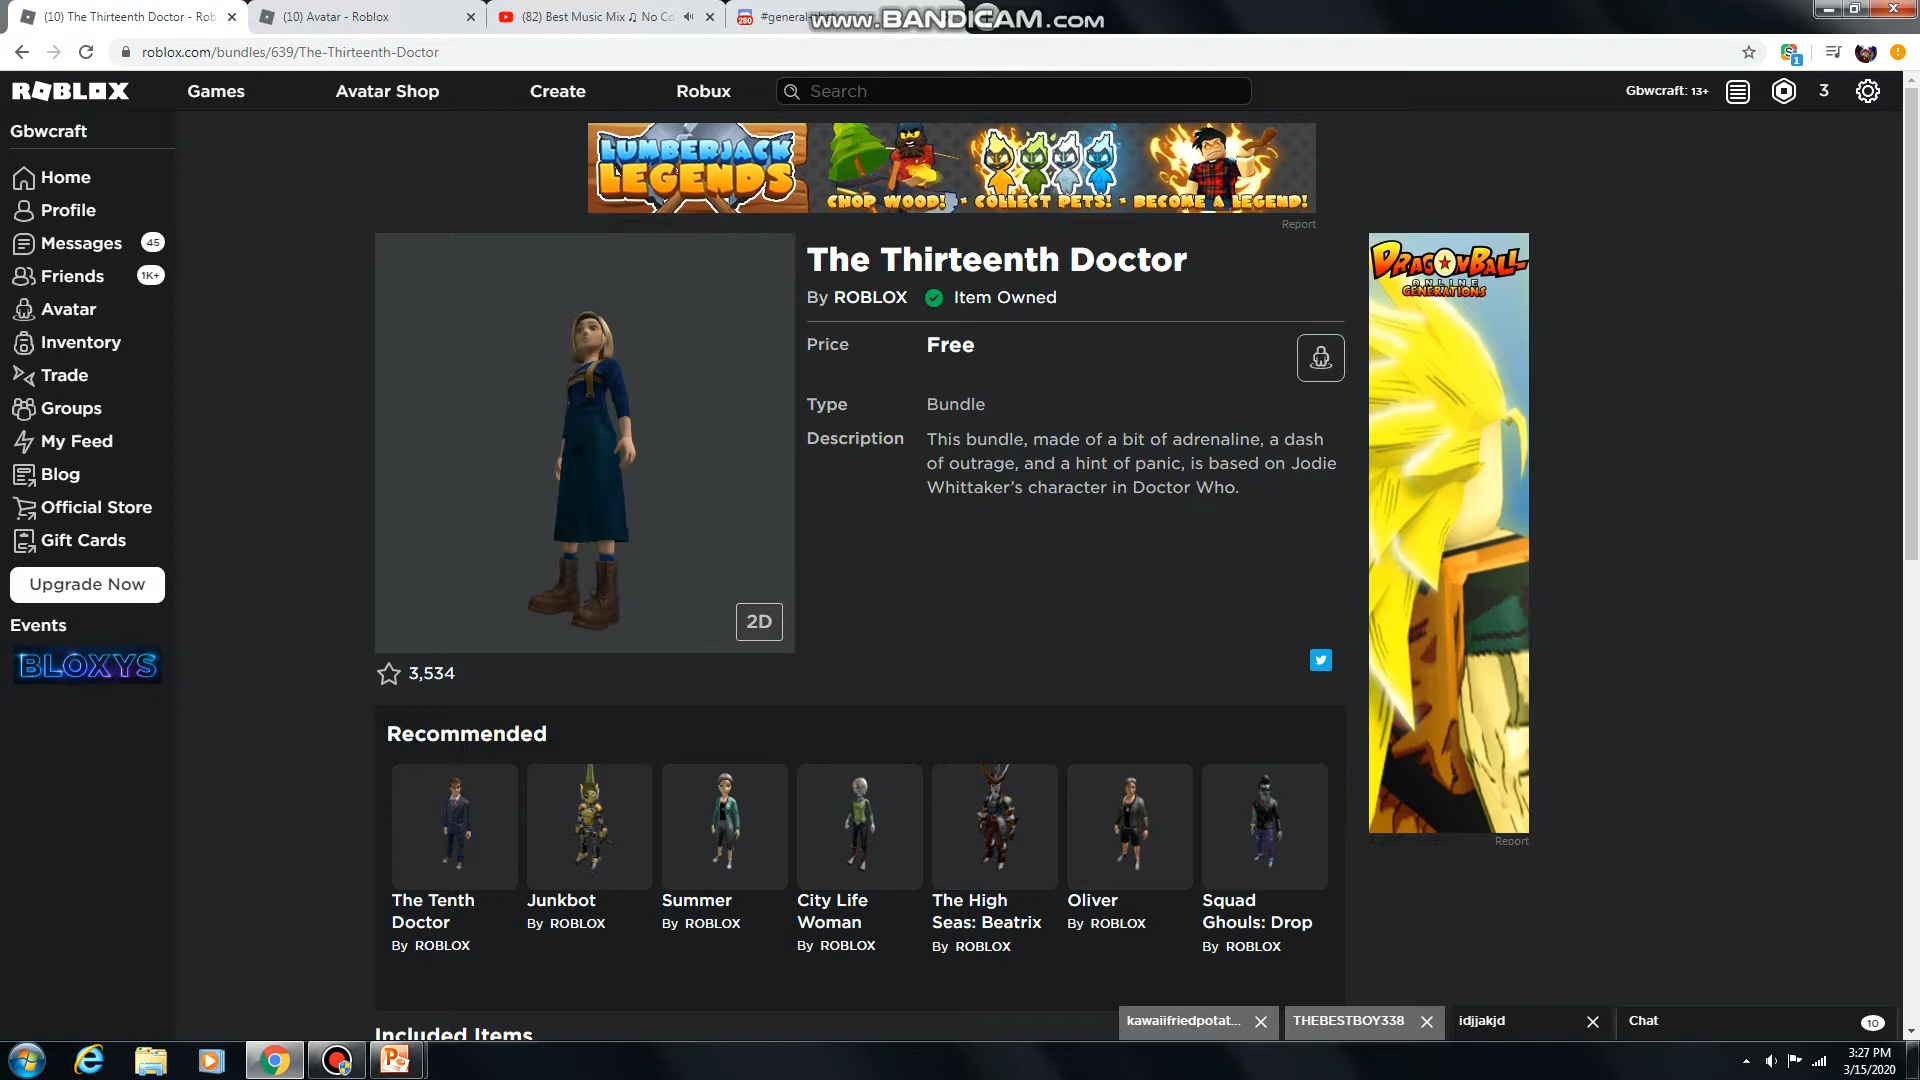 (10) The Thirteenth Doctor - Rob
(10) Avatar - Roblox
(82) Best Music Mix ♫ No Co
280
#general
www.BANDICAM.com
roblox.com/bundles/639/The-Thirteenth-Doctor
1
ROBLOX
Games
Avatar Shop
Create
Robux
Search
Gbwcraft: 13+
3
Gbwcraft
Home
Profile
Messages 45
Friends 1K+
Avatar
Inventory
Trade
Groups
My Feed
Blog
Official Store
Gift Cards
Upgrade Now
Events
BLOXYS
LUMBERJACK
LEGENDS
CHOP WOOD! * COLLECT PETS! * BECOME A LEGEND!
Report
The Thirteenth Doctor
By ROBLOX Item Owned
Price Free
Type Bundle
Description This bundle, made of a bit of adrenaline, a dash
of outrage, and a hint of panic, is based on Jodie
Whittaker's character in Doctor Who.
2D
3,534
DRAGON BALL
ONLINE
GENERATIONS
Report
Recommended
The Tenth
Doctor
By ROBLOX
Junkbot
By ROBLOX
Summer
By ROBLOX
City Life
Woman
By ROBLOX
The High
Seas: Beatrix
By ROBLOX
Oliver
By ROBLOX
Squad
Ghouls: Drop
By ROBLOX
Included Items
kawaiifriedpotat...
THEBESTBOY338
idjjakjd
Chat
10
3:27 PM
3/15/2020